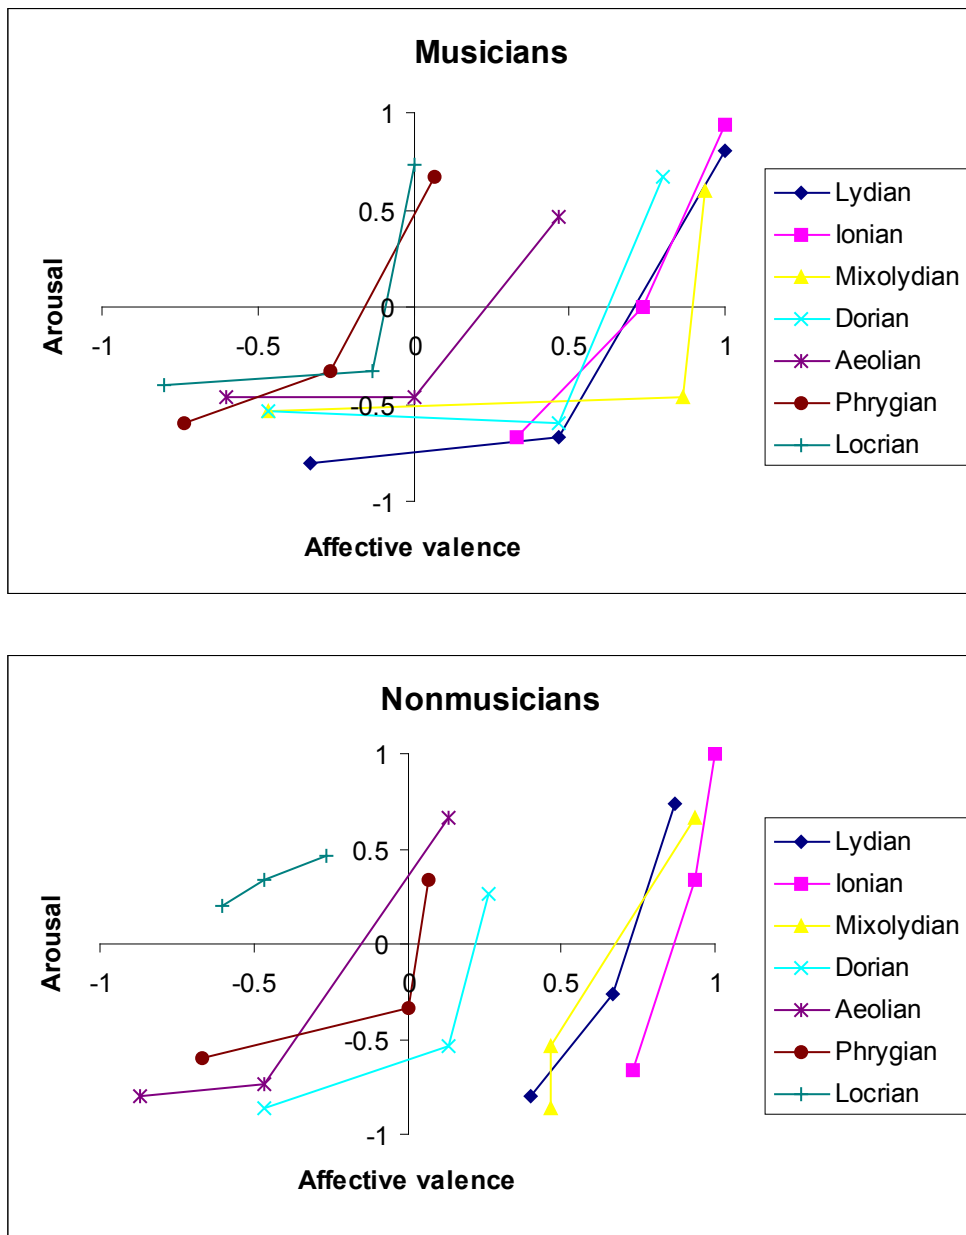 Musicians
1
0.5
0
-0.5
-1
-1
-0.5
0.5
1
Arousal
Affective valence
Lydian
Ionian
Mixolydian
Dorian
Aeolian
Phrygian
Locrian
Nonmusicians
1
0.5
0
-0.5
-1
-1
-0.5
0.5
1
Arousal
Affective valence
Lydian
Ionian
Mixolydian
Dorian
Aeolian
Phrygian
Locrian